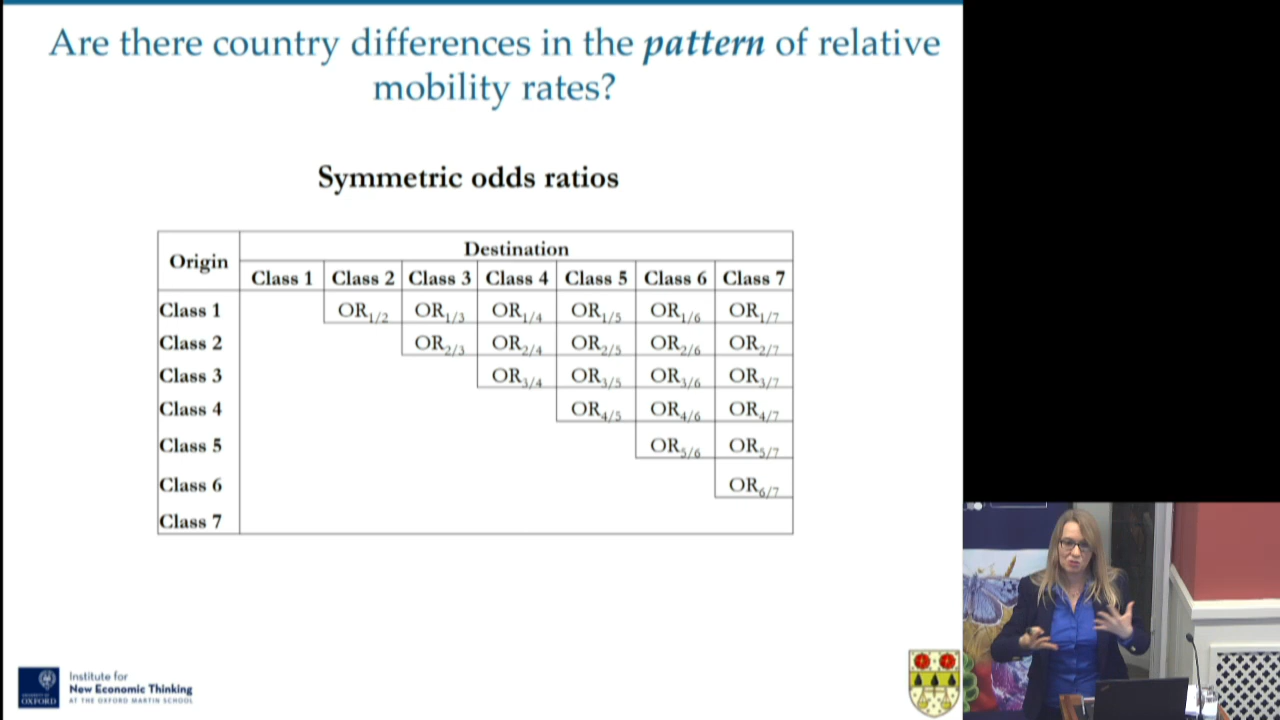 Are there country differences in the pattern of relative
mobility rates?
Symmetric odds ratios
Origin
Destination
Class 1 Class 2 Class 3 Class 4 Class 5 Class 6 Class 7
Class 1 OR1/2 OR1/3 OR1/4 OR1/5 OR1/6 OR1/7
Class 2 OR2/3 OR2/4 OR2/5 OR2/6 OR2/7
Class 3 OR3/4 OR3/5 OR3/6 OR3/7
Class 4 OR4/5 OR4/6 OR4/7
Class 5 OR5/6 OR5/7
Class 6 OR6/7
Class 7
UNIVERSITY OF
OXFORD
Institute for
New Economic Thinking
AT THE OXFORD MARTIN SCHOOL